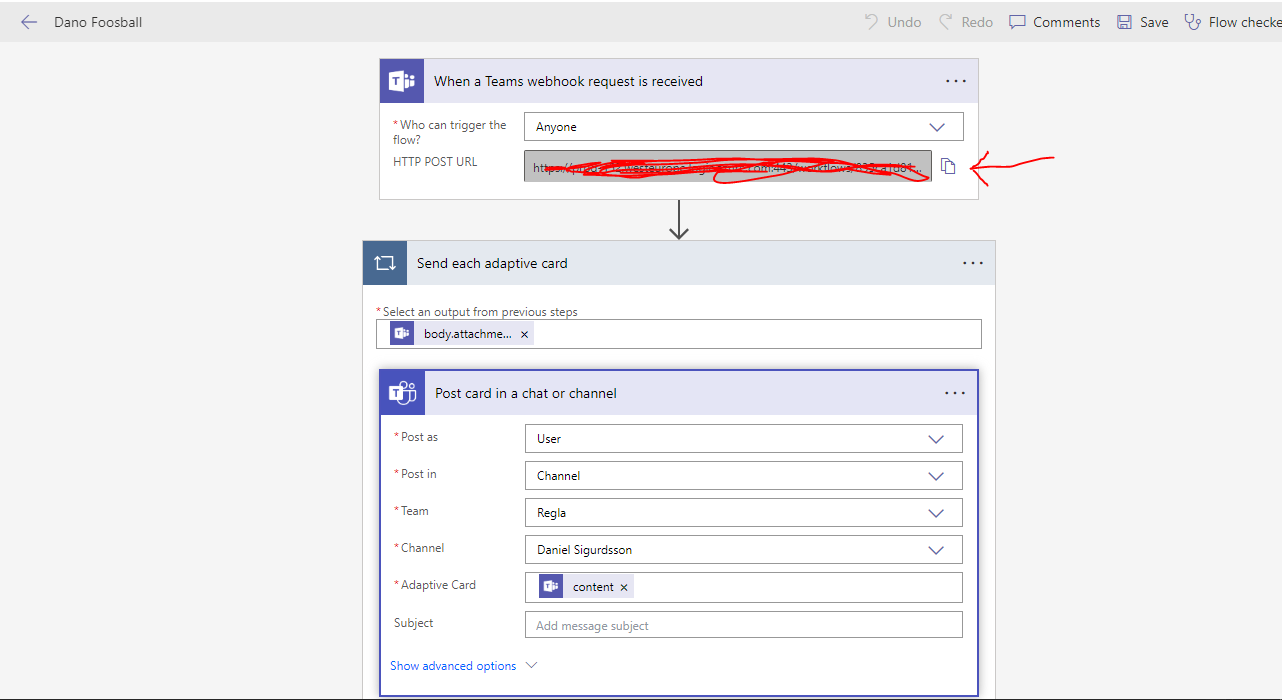 Dano Foosball
Undo
Redo
Comments
Save
Flow checke
When a Teams webhook request is received
*Who can trigger the
flow?
Anyone
HTTP POST URL
https://
Send each adaptive card
*Select an output from previous steps
body.attachme... ×
Post card in a chat or channel
*Post as
User
*Post in
Channel
*Team
Regla
*Channel
Daniel Sigurdsson
*Adaptive Card
content ×
Subject
Add message subject
Show advanced options